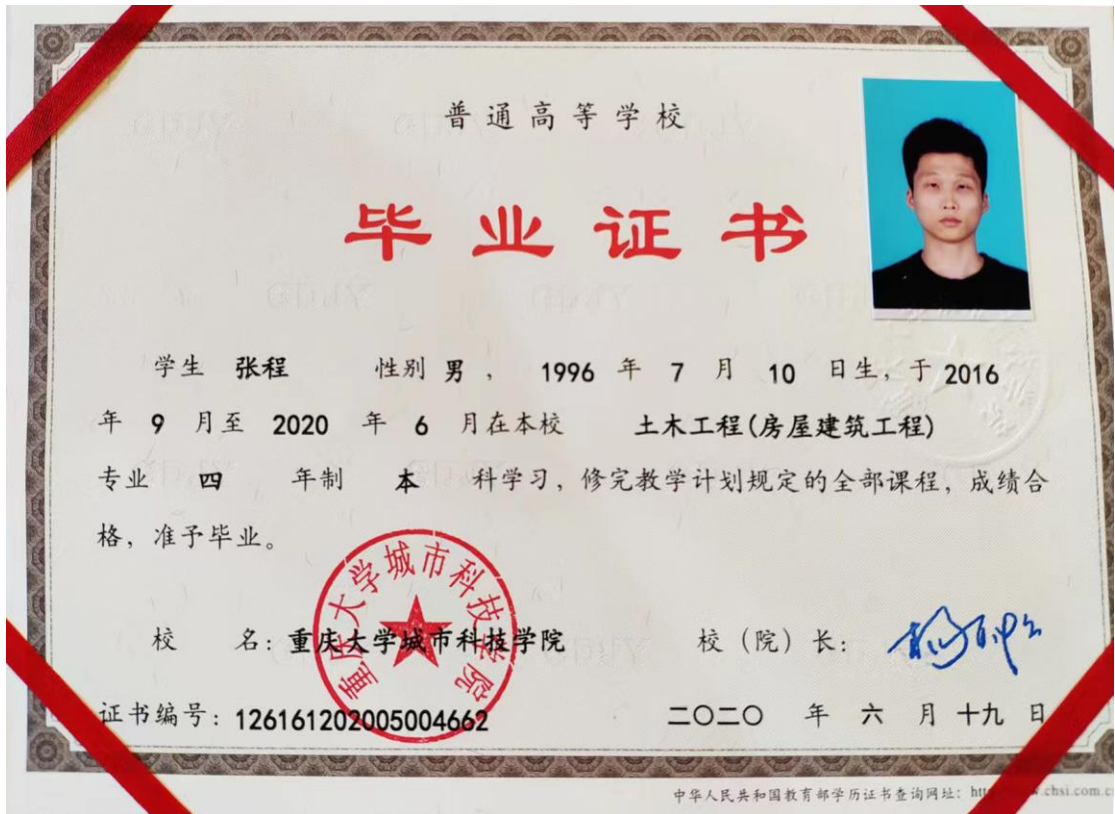 普通高等学校
毕业证书
学生 张程 性别 男 ， 1996 年 7 月 10 日生，于 2016
年 9 月至 2020 年 6 月在本校 土木工程(房屋建筑工程)
专业 四 年制 本 科学习，修完教学计划规定的全部课程，成绩合
格，准予毕业。
重庆大学城市科技学院
校 名：重庆大学城市科技学院 校（院）长：
证书编号：126161202005004662 二〇二〇 年 六 月 十九 日
中华人民共和国教育部学历证书查询网址：